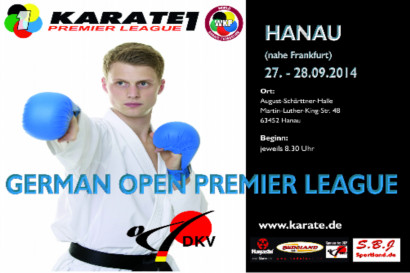 KARATE1
PREMIER LEAGUE
WKF
HANAU
(nahe Frankfurt)
27. - 28.09.2014
Ort:
August-Schärttner-Halle
Martin-Luther-King-Str. 48
63452 Hanau
Beginn:
jeweils 8.30 Uhr
GERMAN OPEN PREMIER LEAGUE
DKV
www.karate.de
S.B.J
Sportland.de